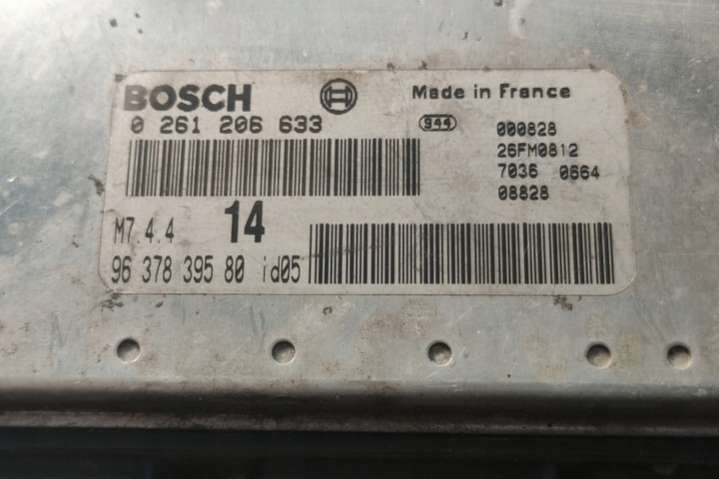 BOSCH
Made in France
0 261 206 633
944
000828
26FM0812
7036 0664
08828
M7.4.4
14
96 378 395 80 id05